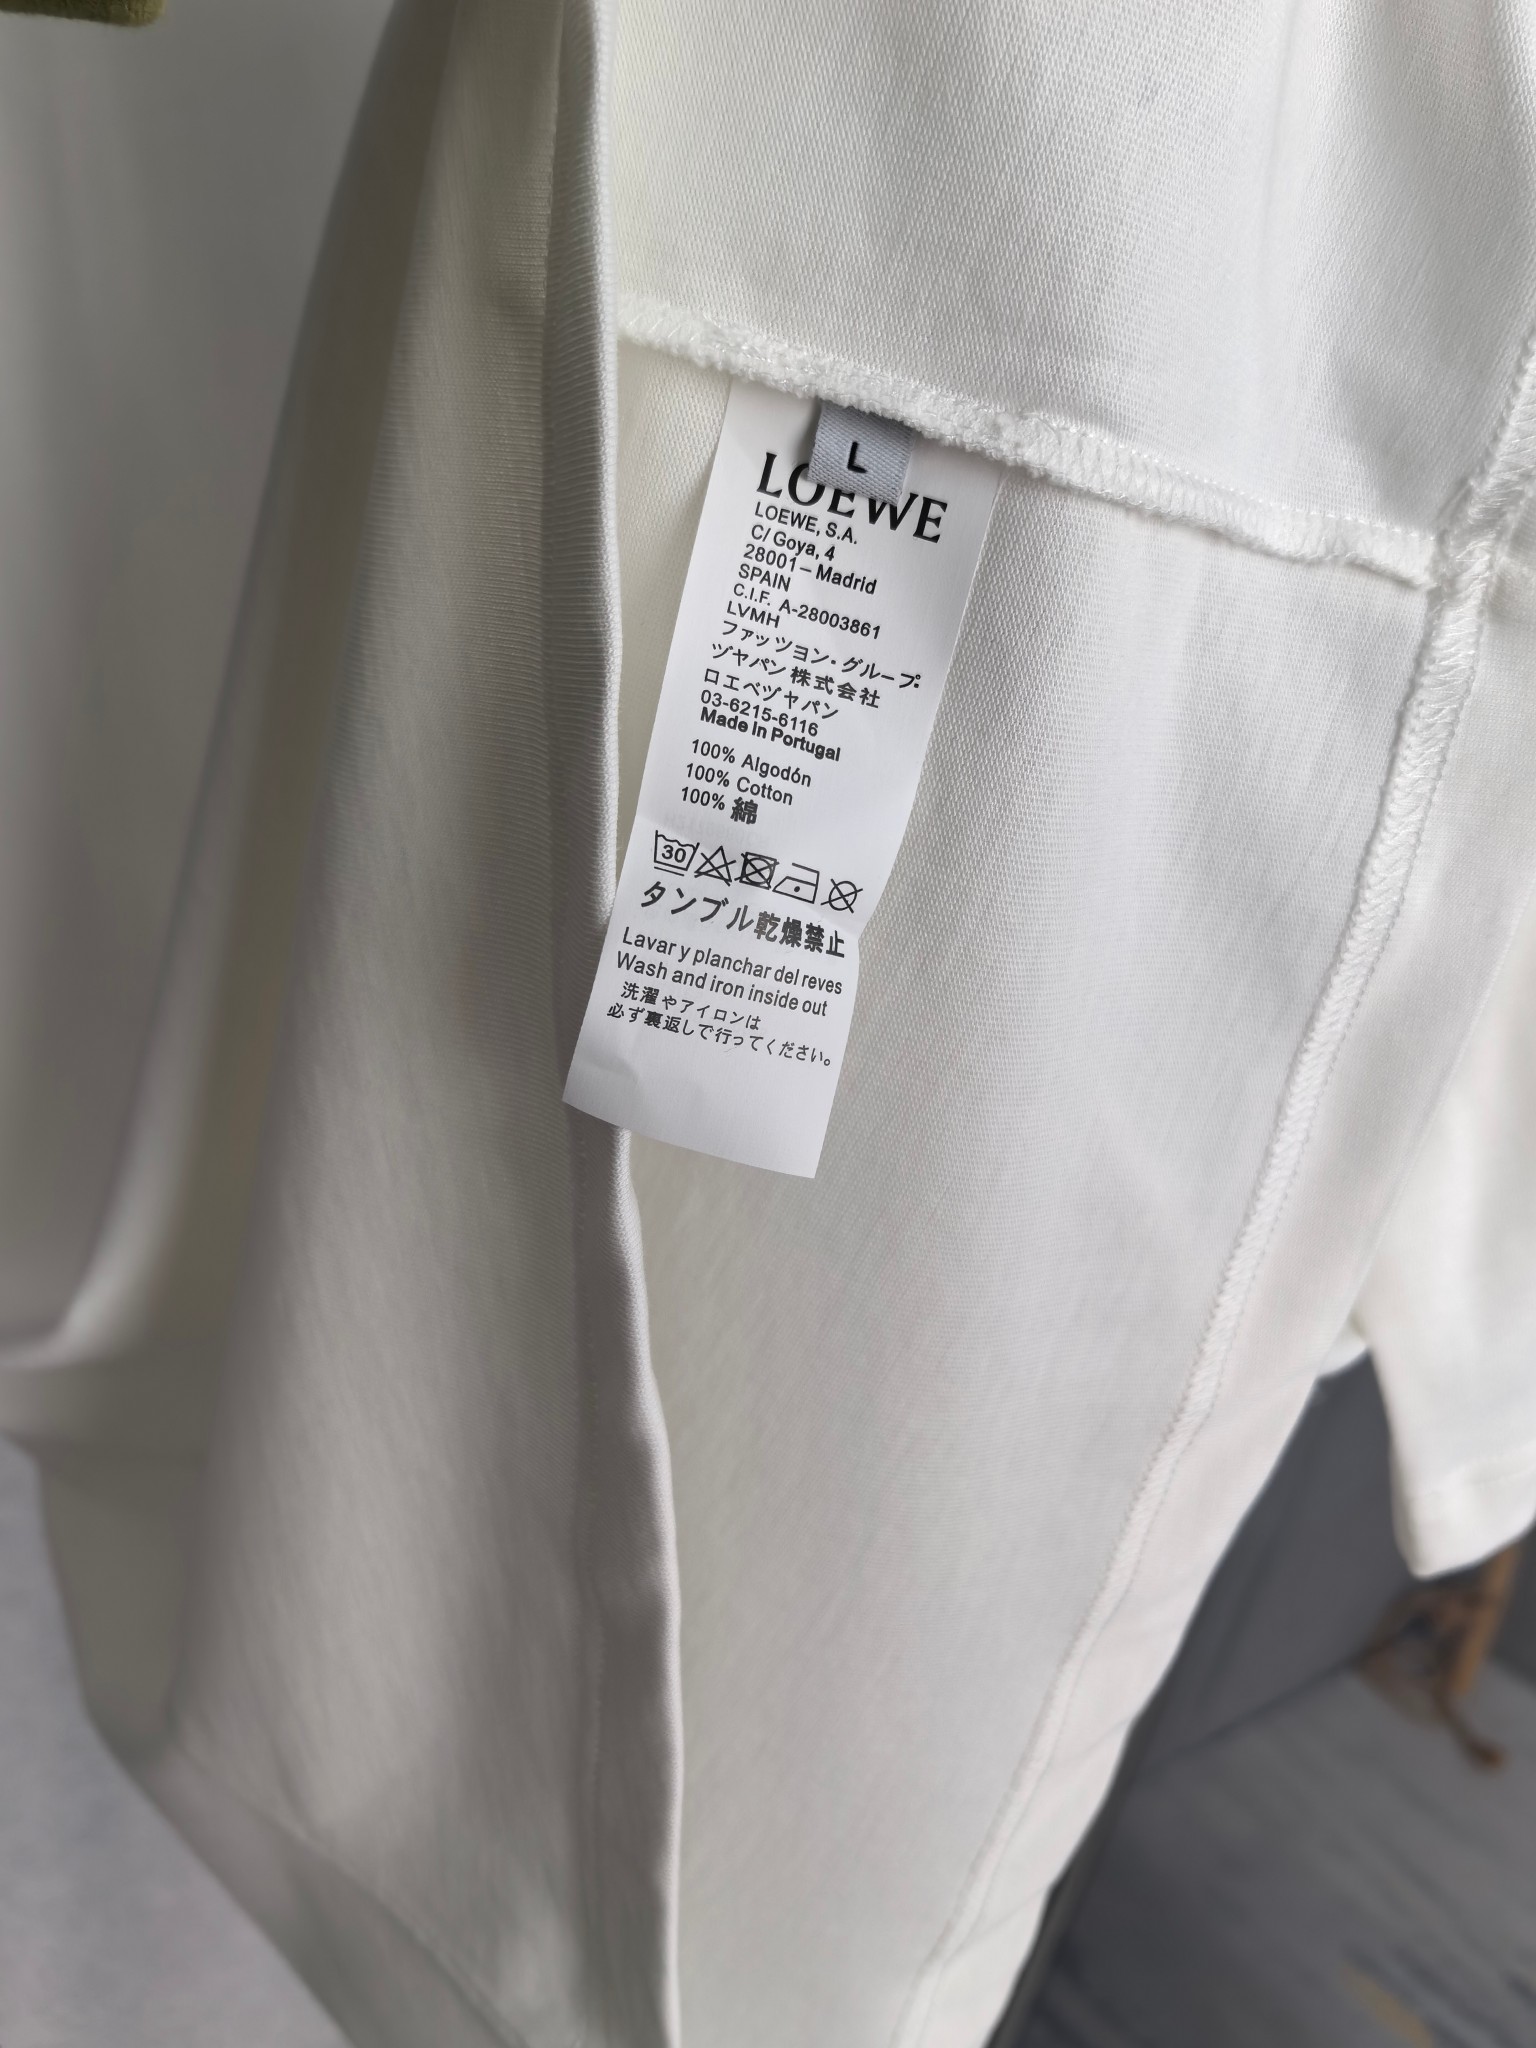 L
LOEWE
LOEWE, S.A.
C/ Goya, 4
28001 – Madrid
SPAIN
C.I.F. A-28003861
LVMH
ファッツヨン・グループ
ヅヤパン株式会社
ロエベヅャパン
03-6215-6116
Made in Portugal
100% Algodón
100% Cotton
100% 綿
30
タンブル乾燥禁止
Lavar y planchar del reves
Wash and iron inside out
洗濯やアイロンは
必ず裏返しで行ってください。